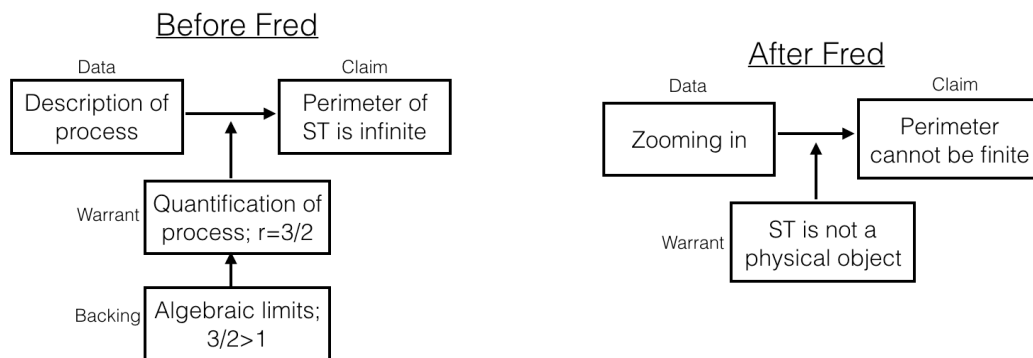 Before Fred
Data
Claim
Description of
process
Perimeter of
ST is infinite
Warrant
Quantification of
process; r=3/2
Backing
Algebraic limits;
3/2>1
After Fred
Data
Claim
Zooming in
Perimeter
cannot be finite
Warrant
ST is not a
physical object